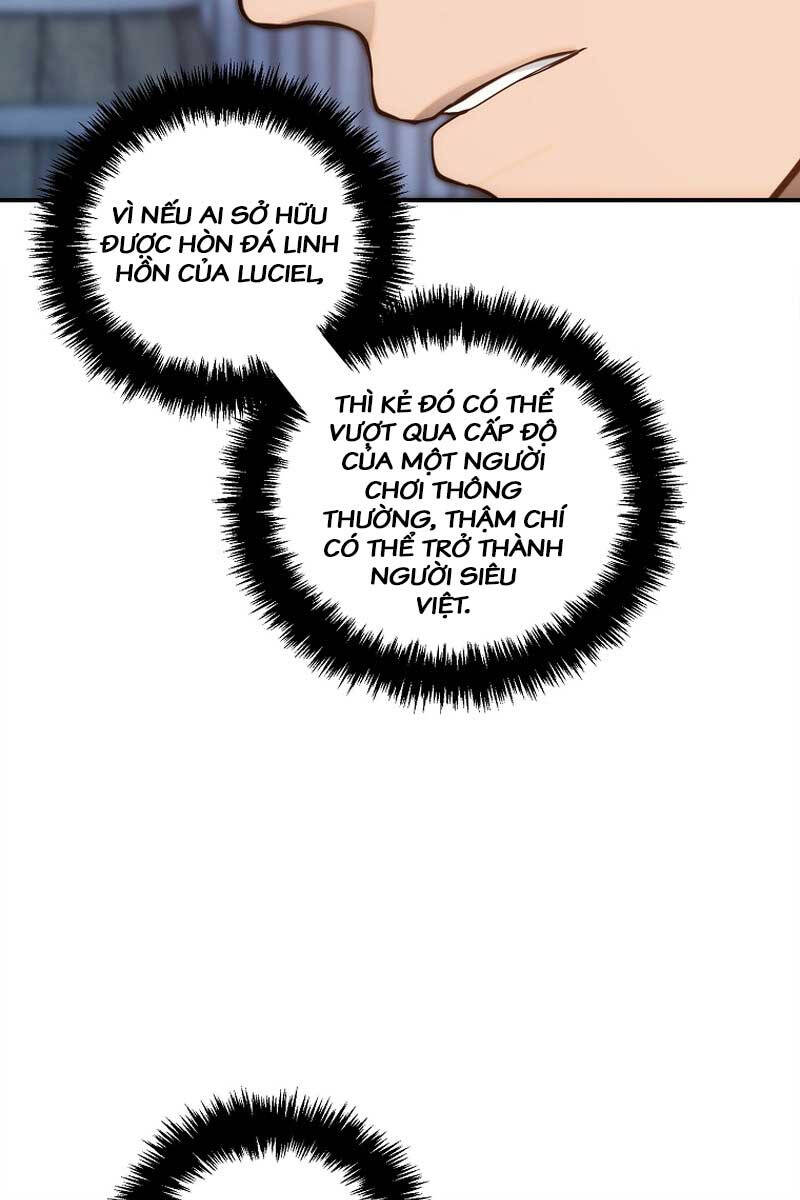 VÌ NẾU AI SỞ HỮU
ĐƯỢC HÒN ĐÁ LINH
HỒN CỦA LUCIEL,
THÌ KẺ ĐÓ CÓ THỂ
VƯỢT QUA CẤP ĐỘ
CỦA MỘT NGƯỜI
CHƠI THÔNG
THƯỜNG, THẬM CHÍ
CÓ THỂ TRỞ THÀNH
NGƯỜI SIÊU
VIỆT.